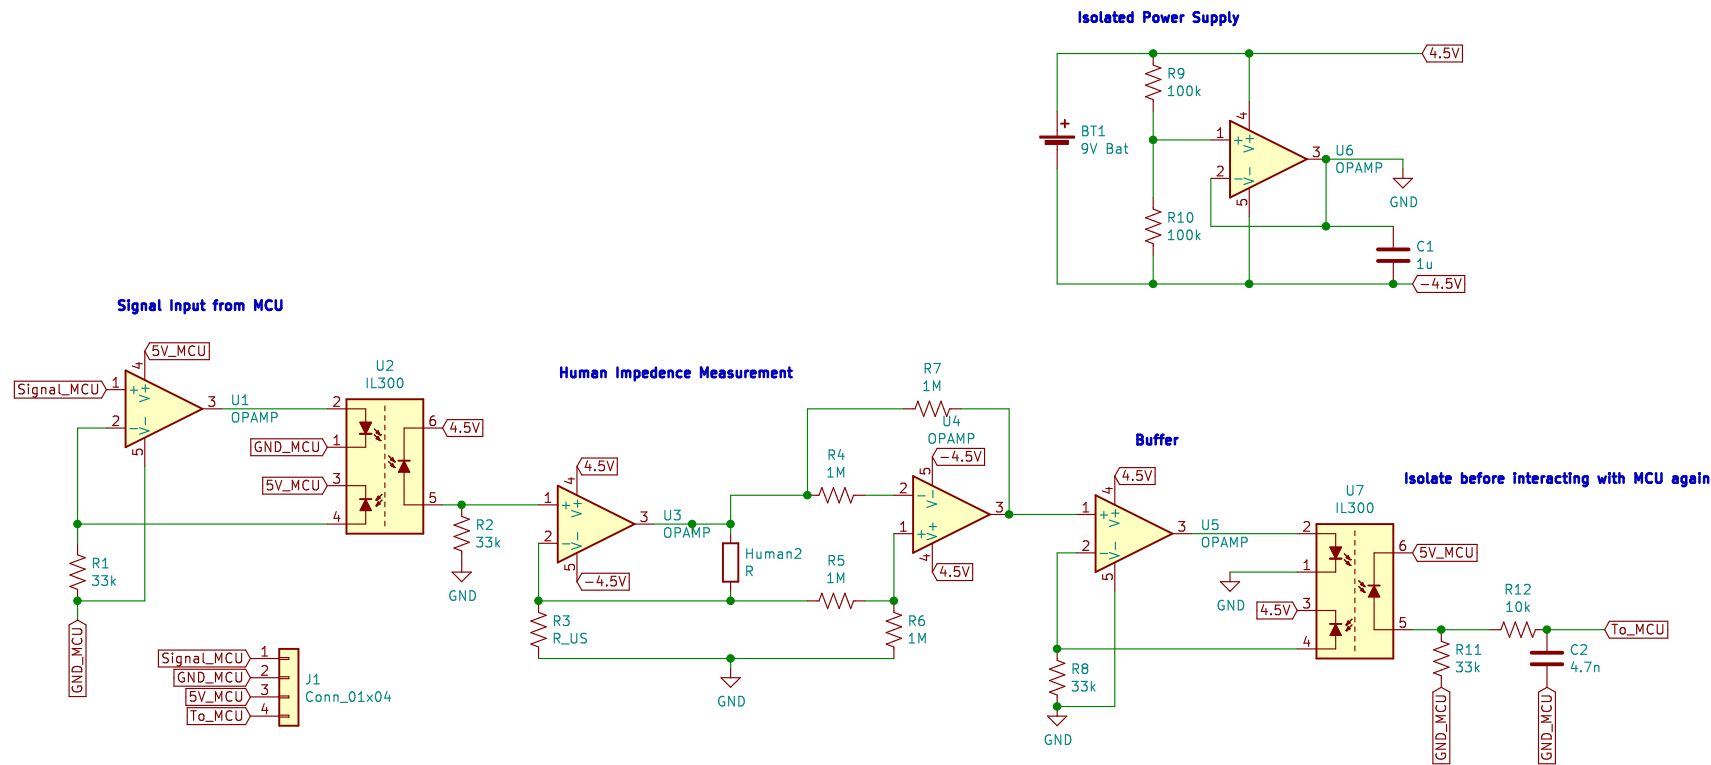 Isolated Power Supply
4.5V
R9
100k
BT1
9V Bat
+
4
1
+
V+
3
U6
OPAMP
2
−
V-
5
GND
R10
100k
C1
1u
−4.5V
Signal Input from MCU
5V_MCU
4
Signal_MCU
1
+
V+
3
U1
OPAMP
2
−
V-
5
U2
IL300
2
6
4.5V
GND_MCU
1
5V_MCU
3
5
4
R1
33k
GND_MCU
R2
33k
GND
Human Impedence Measurement
4.5V
4
1
+
V+
3
U3
OPAMP
2
−
V-
5
−4.5V
R7
1M
U4
OPAMP
−4.5V
5
R4
1M
2
−
V-
3
1
+
V+
4
4.5V
Human2
R
R5
1M
R3
R_US
R6
1M
GND
Buffer
4.5V
4
1
+
V+
3
U5
OPAMP
2
−
V-
5
R8
33k
GND
Isolate before interacting with MCU again
U7
IL300
2
6
5V_MCU
1
GND
4.5V
3
5
4
R12
10k
To_MCU
R11
33k
C2
4.7n
GND_MCU
GND_MCU
Signal_MCU
1
GND_MCU
2
5V_MCU
3
To_MCU
4
J1
Conn_01x04